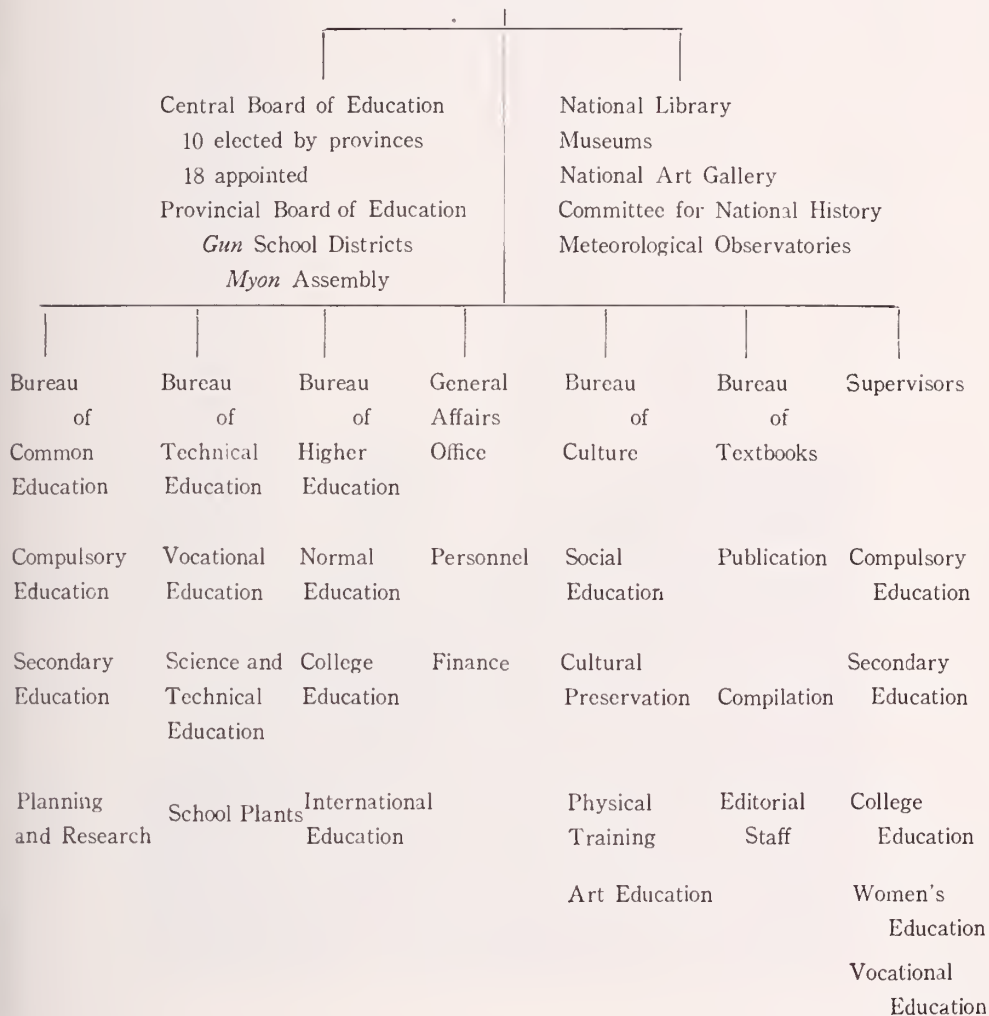 Central Board of Education
10 elected by provinces
18 appointed
Provincial Board of Education
Gun School Districts
Myon Assembly
National Library
Museums
National Art Gallery
Committee for National History
Meteorological Observatories
Bureau
of
Common
Education
Compulsory
Education
Secondary
Education
Planning
and Research
Bureau
of
Technical
Education
Vocational
Education
Science and
Technical
Education
School Plants
Bureau
of
Higher
Education
Normal
Education
College
Education
International
Education
General
Affairs
Office
Personnel
Finance
Bureau
of
Culture
Social
Education
Cultural
Preservation
Physical
Training
Art Education
Bureau
of
Textbooks
Publication
Compilation
Editorial
Staff
Supervisors
Compulsory
Education
Secondary
Education
College
Education
Women's
Education
Vocational
Education